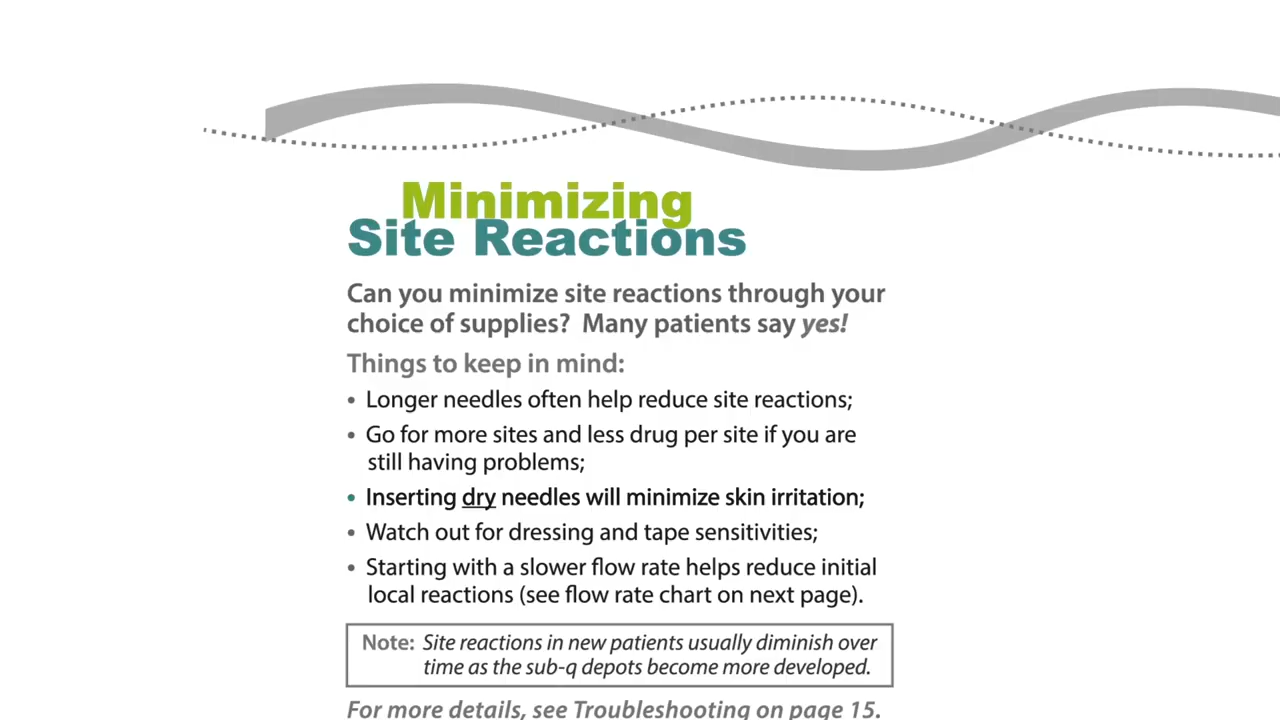 Minimizing
Site Reactions
Can you minimize site reactions through your
choice of supplies? Many patients say yes!
Things to keep in mind:
• Longer needles often help reduce site reactions;
• Go for more sites and less drug per site if you are
still having problems;
• Inserting dry needles will minimize skin irritation;
• Watch out for dressing and tape sensitivities;
• Starting with a slower flow rate helps reduce initial
local reactions (see flow rate chart on next page).
Note: Site reactions in new patients usually diminish over
time as the sub-q depots become more developed.
For more details, see Troubleshooting on page 15.